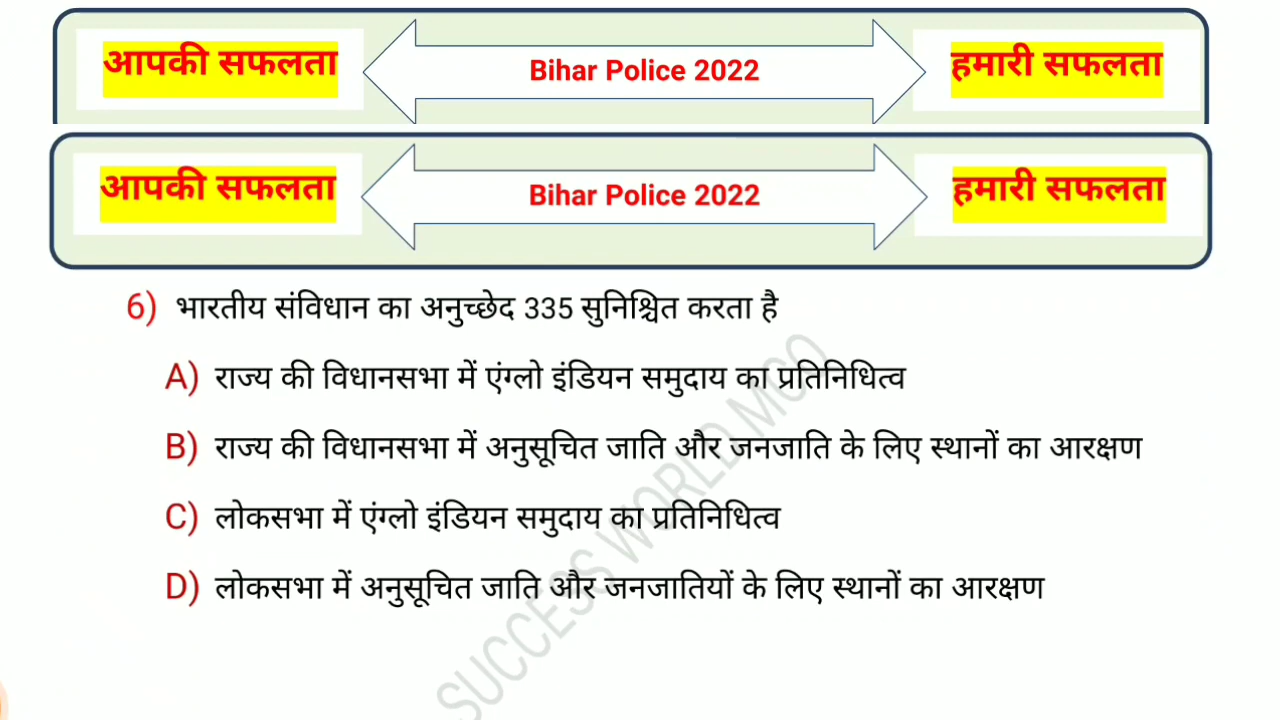 आपकी सफलता Bihar Police 2022 हमारी सफलता
आपकी सफलता Bihar Police 2022 हमारी सफलता
6) भारतीय संविधान का अनुच्छेद 335 सुनिश्चित करता है
A) राज्य की विधानसभा में एंग्लो इंडियन समुदाय का प्रतिनिधित्व
B) राज्य की विधानसभा में अनुसूचित जाति और जनजाति के लिए स्थानों का आरक्षण
C) लोकसभा में एंग्लो इंडियन समुदाय का प्रतिनिधित्व
D) लोकसभा में अनुसूचित जाति और जनजातियों के लिए स्थानों का आरक्षण
SUCCESS WORLD MCQ